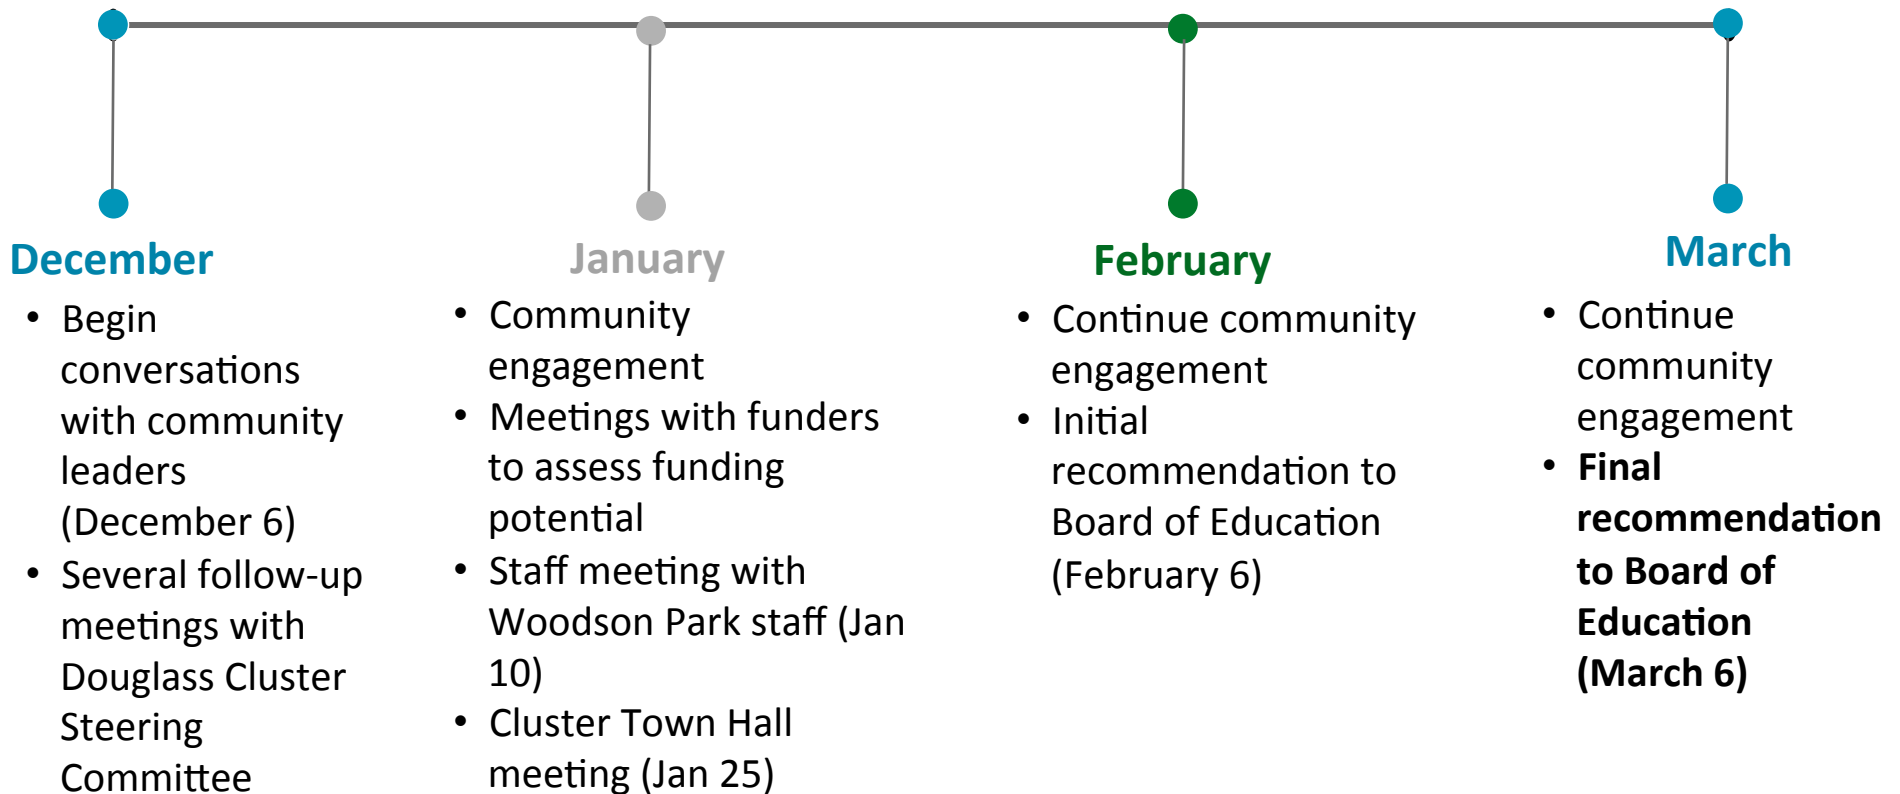 December
• Begin
conversations
with community
leaders
(December 6)
• Several follow-up
meetings with
Douglass Cluster
Steering
Committee
January
• Community
engagement
• Meetings with funders
to assess funding
potential
• Staff meeting with
Woodson Park staff (Jan
10)
• Cluster Town Hall
meeting (Jan 25)
February
• Continue community
engagement
• Initial
recommendation to
Board of Education
(February 6)
March
• Continue
community
engagement
• Final
recommendation
to Board of
Education
(March 6)